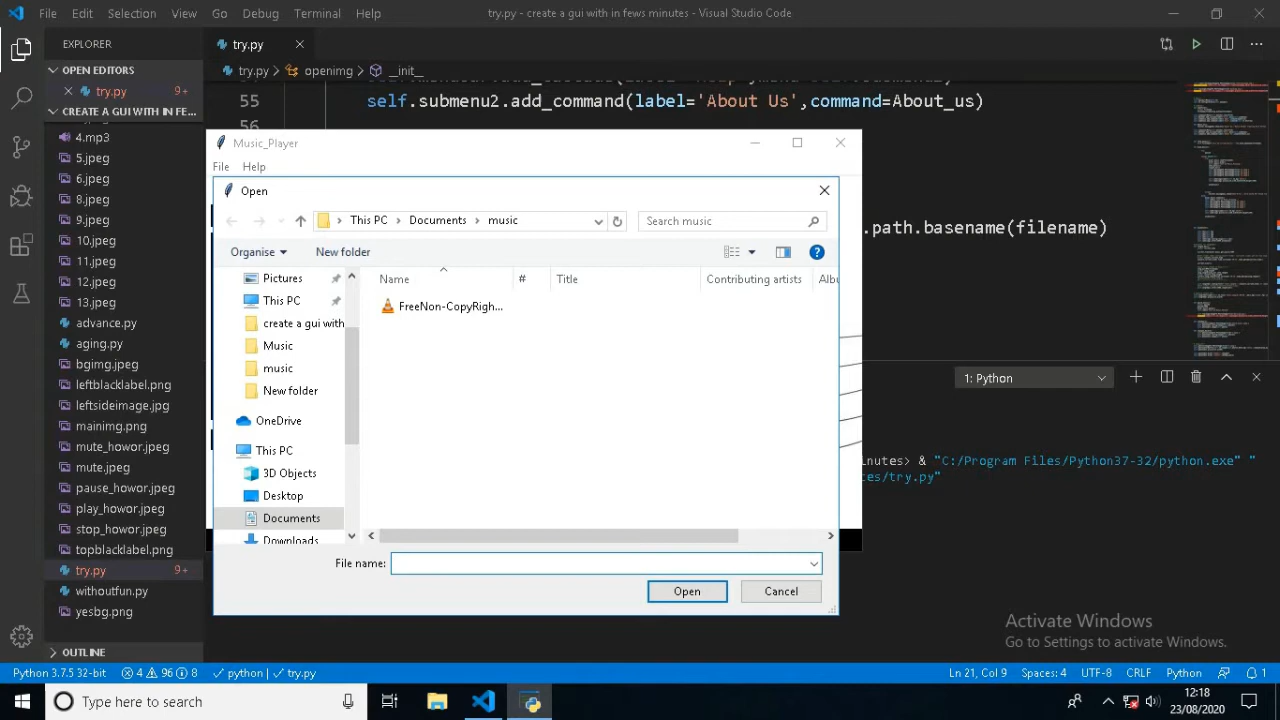 File Edit Selection View Go Debug Terminal Help try.py - create a gui with in fews minutes - Visual Studio Code
EXPLORER
try.py
OPEN EDITORS
try.py 9+
try.py openimg __init__
CREATE A GUI WITH IN FE...
55 self.submenu
command(label='About
,command=About_us)
56
4.mp3
5.jpeg
6.jpeg
8.jpeg
9.jpeg
10.jpeg
11.jpeg
12.jpeg
13.jpeg
advance.py
aging.py
bgimg.jpeg
leftblacklabel.png
leftsideimage.jpg
mainimg.png
mute_howor.jpeg
mute.jpeg
pause_howor.jpeg
play_howor.jpeg
stop_howor.jpeg
topblacklabel.png
try.py 9+
withoutfun.py
yesbg.png
OUTLINE
Music_Player
File Help
Open
This PC Documents music
Search music
Organise New folder
Name # Title Contributing artists Albu
FreeNon-CopyRigh...
Pictures
This PC
create a gui with
Music
music
New folder
OneDrive
This PC
3D Objects
Desktop
Documents
Downloads
File name:
Open Cancel
.path.basename(filename)
1: Python
inutes> & "C:/Program Files/Python37-32/python.exe" "
tes/try.py"
Activate Windows
Go to Settings to activate Windows.
Python 3.7.5 32-bit 4 96 8 python | try.py Ln 21, Col 9 Spaces: 4 UTF-8 CRLF Python 1
Type here to search
12:18
23/08/2020